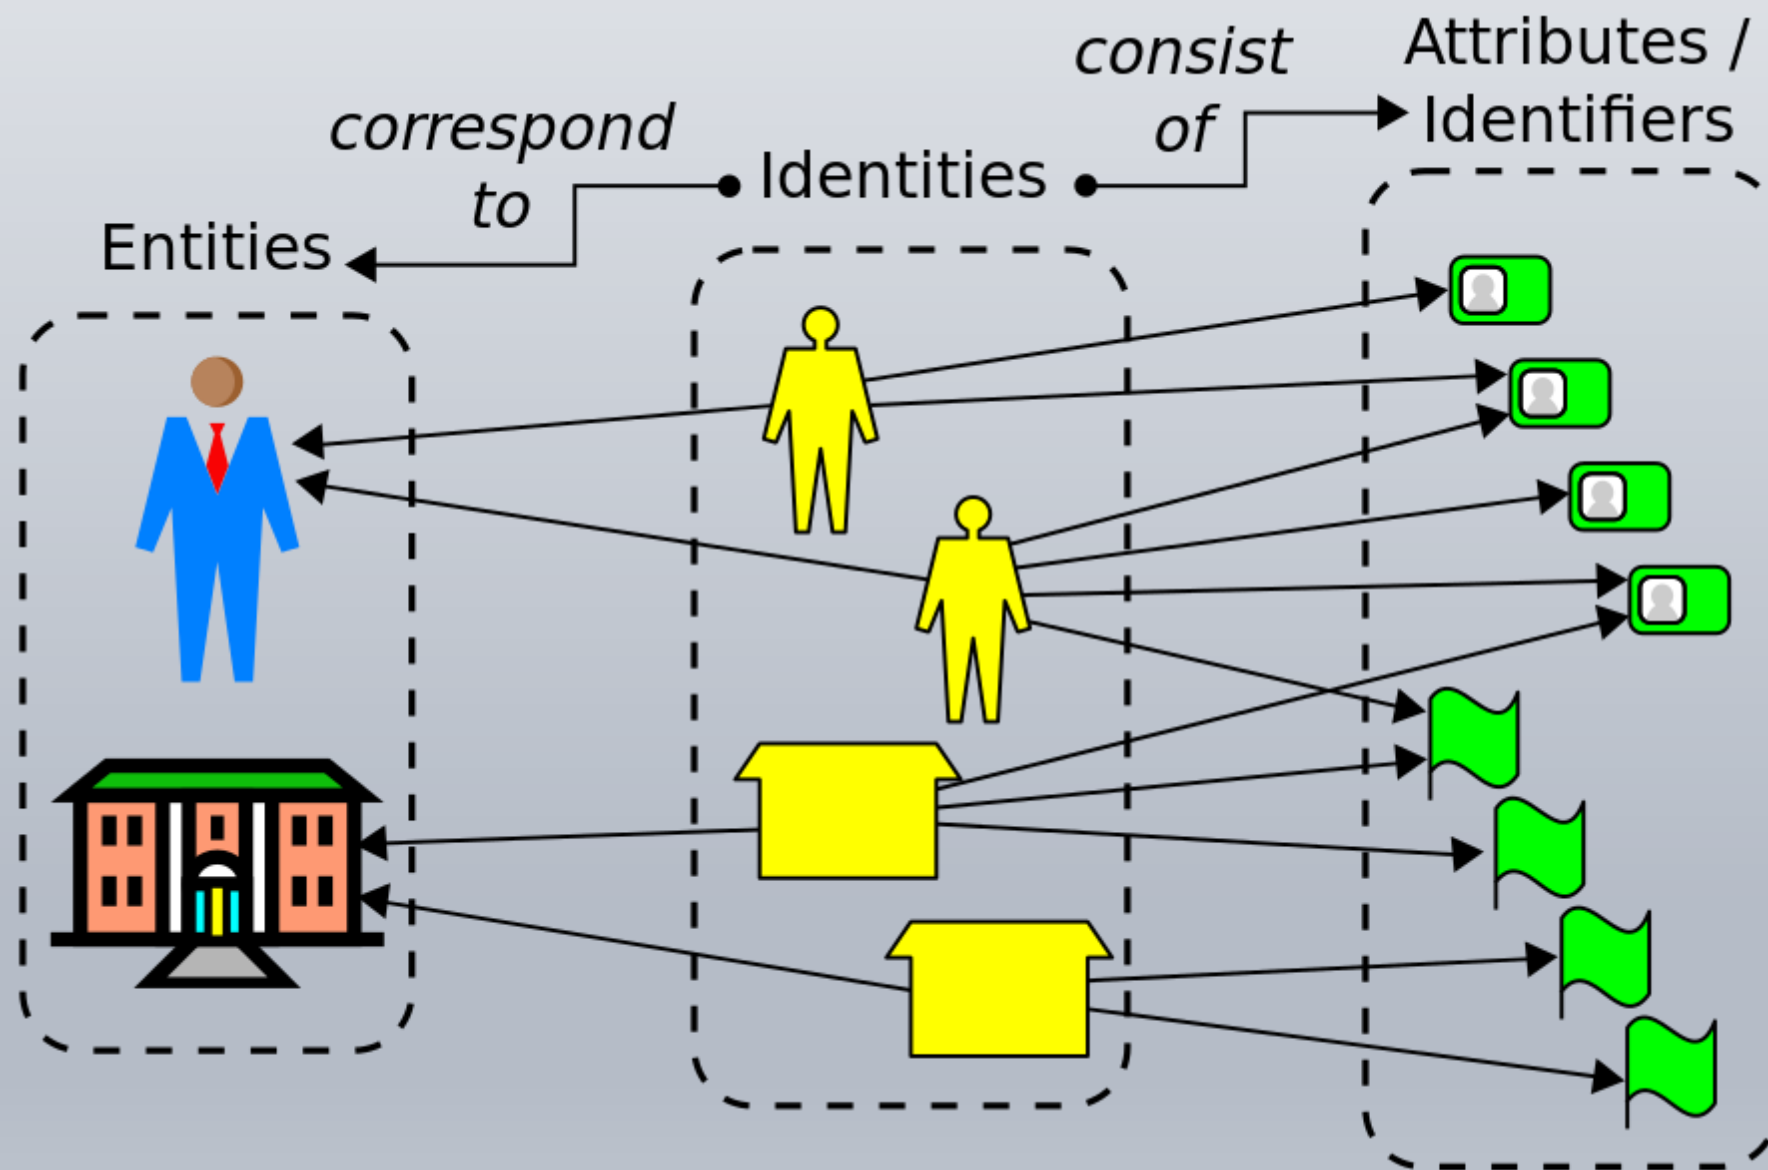 Entities
correspond
to
Identities
consist
of
Attributes /
Identifiers